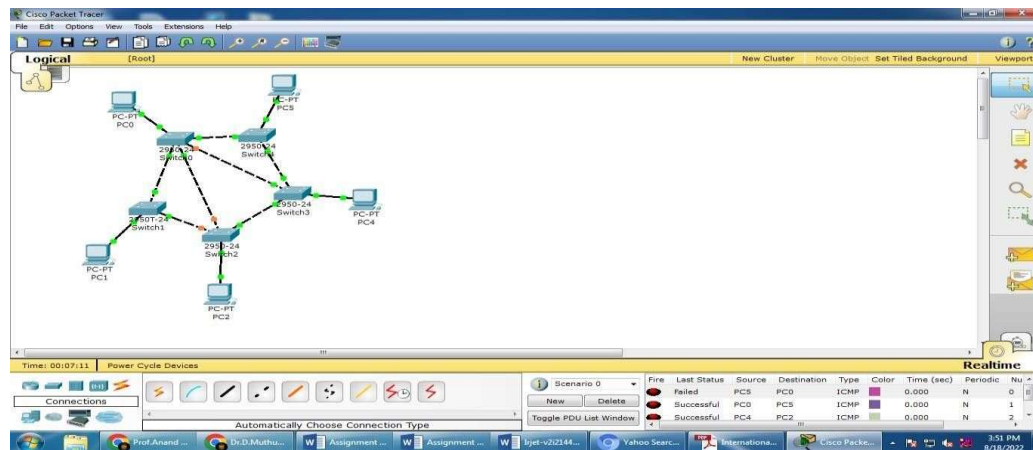 Cisco Packet Tracer
File Edit Options View Tools Extensions Help
Logical [Root] New Cluster Move Object Set Tiled Background Viewport
PC-PT
PC0
PC-PT
PC5
2950-24
Switch0
2950-24
2950-24
Switch3
PC-PT
PC4
2950T-24
Switch1
2950-24
Switch2
PC-PT
PC1
PC-PT
PC2
Time: 00:07:11 Power Cycle Devices Realtime
Connections
Automatically Choose Connection Type
Scenario 0
New Delete
Toggle PDU List Window
Fire Last Status Source Destination Type Color Time (sec) Periodic Nu
Failed PC5 PC0 ICMP 0.000 N 0
Successful PC0 PC5 ICMP 0.000 N 1
Successful PC4 PC2 ICMP 0.000 N 2
Prof.Anand ... Dr.D.Muthu... Assignment ... Assignment ... Yahoo Searc... Internationa... Cisco Packe... 3:51 PM
8/18/2022